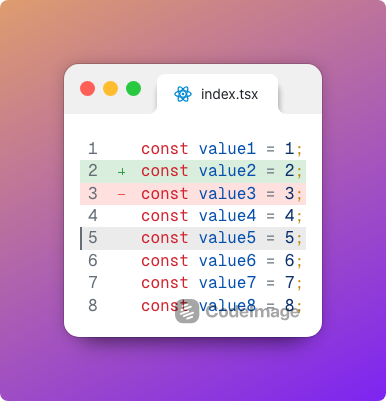 index.tsx
1 const value1 = 1;
2 + const value2 = 2;
3 - const value3 = 3;
4 const value4 = 4;
5 const value5 = 5;
6 const value6 = 6;
7 const value7 = 7;
8 const value8 = 8;
CodeImage